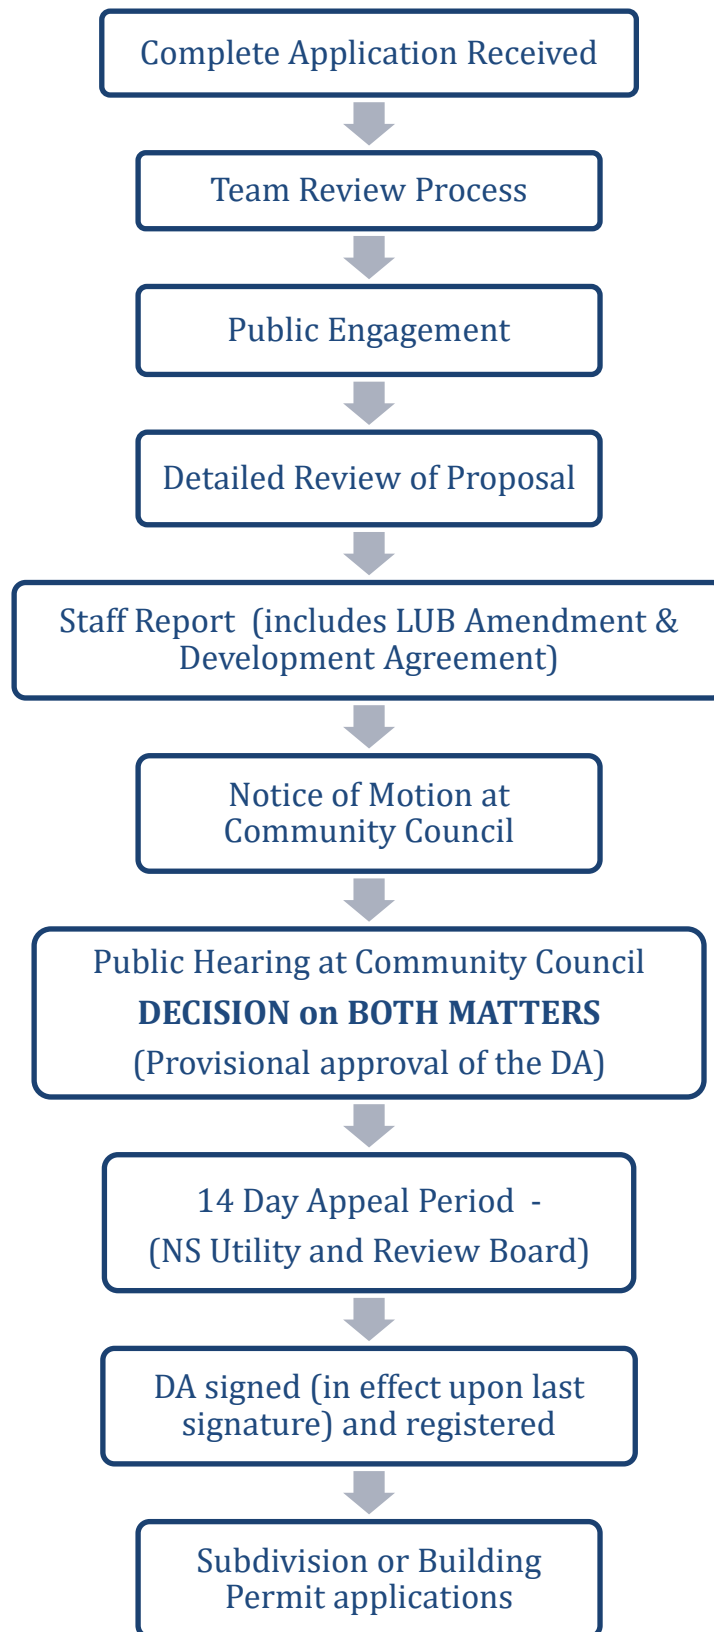 Complete Application Received
Team Review Process
Public Engagement
Detailed Review of Proposal
Staff Report  (includes LUB Amendment &
Development Agreement)
Notice of Motion at
Community Council
Public Hearing at Community Council
DECISION on BOTH MATTERS
(Provisional approval of the DA)
14 Day Appeal Period  -
(NS Utility and Review Board)
DA signed (in effect upon last
signature) and registered
Subdivision or Building
Permit applications